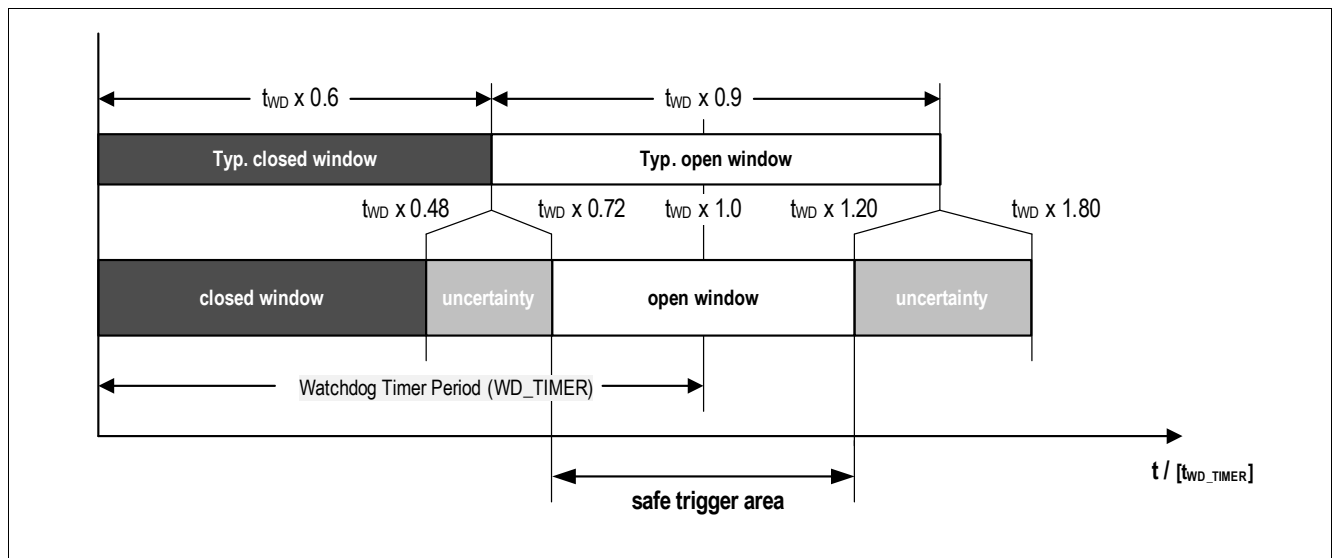 tWD x 0.6 tWD x 0.9
Typ. closed window Typ. open window
tWD x 0.48 tWD x 0.72 tWD x 1.0 tWD x 1.20 tWD x 1.80
closed window uncertainty open window uncertainty
Watchdog Timer Period (WD_TIMER)
t / [tWD_TIMER]
safe trigger area